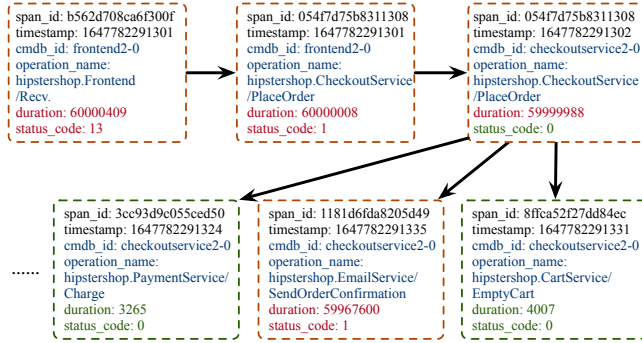 span_id: b562d708ca6f300f
timestamp: 1647782291301
cmdb_id: frontend2-0
operation_name:
hipstershop.Frontend
/Recv.
duration: 60000409
status_code: 13
span_id: 054f7d75b8311308
timestamp: 1647782291301
cmdb_id: frontend2-0
operation_name:
hipstershop.CheckoutService
/PlaceOrder
duration: 60000008
status_code: 1
span_id: 054f7d75b8311308
timestamp: 1647782291302
cmdb_id: checkoutservice2-0
operation_name:
hipstershop.CheckoutService
/PlaceOrder
duration: 59999988
status_code: 0
......
span_id: 3cc93d9c055ced50
timestamp: 1647782291324
cmdb_id: checkoutservice2-0
operation_name:
hipstershop.PaymentService/
Charge
duration: 3265
status_code: 0
span_id: 1181d6fda8205d49
timestamp: 1647782291335
cmdb_id: checkoutservice2-0
operation_name:
hipstershop.EmailService/
SendOrderConfirmation
duration: 59967600
status_code: 1
span_id: 8ffca52f27dd84ec
timestamp: 1647782291331
cmdb_id: checkoutservice2-0
operation_name:
hipstershop.CartService/
EmptyCart
duration: 4007
status_code: 0